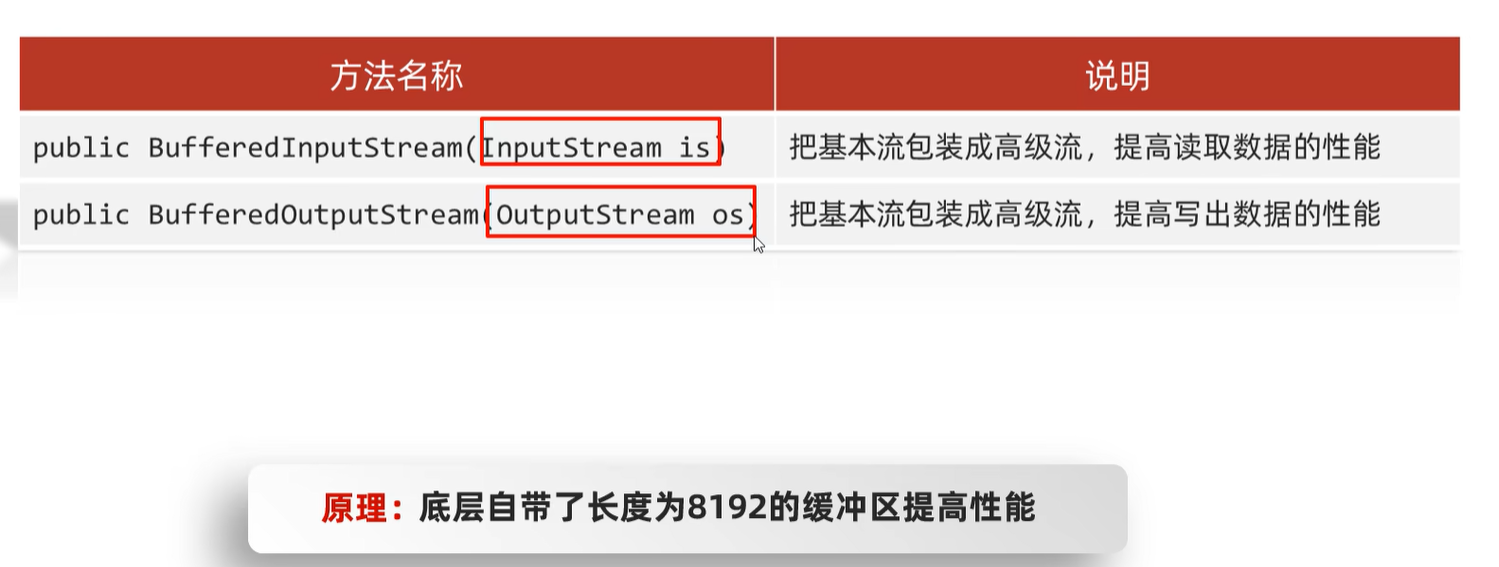 方法名称 说明
public BufferedInputStream(InputStream is) 把基本流包装成高级流，提高读取数据的性能
public BufferedOutputStream(OutputStream os) 把基本流包装成高级流，提高写出数据的性能
原理：底层自带了长度为8192的缓冲区提高性能